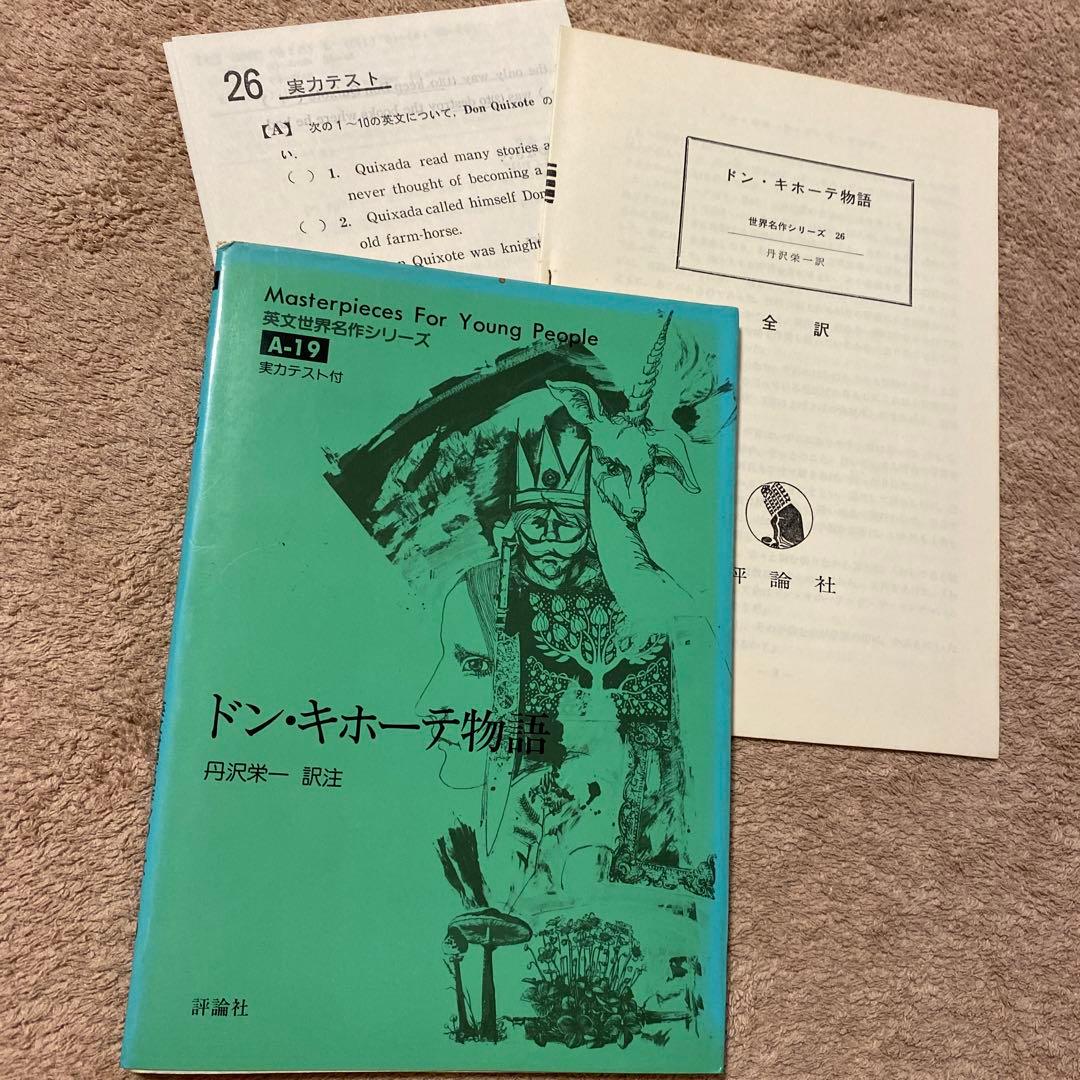 26 実力テスト
【A】 次の1～10の英文について，Don Quixote の
い．
( ) 1. Quixada read many stories a
never thought of becoming a
( ) 2. Quixada called himself Don
old farm-horse.
Quixote was knight
ドン・キホーテ物語
世界名作シリーズ 26
丹沢栄一訳
全訳
評論社
Masterpieces For Young People
英文世界名作シリーズ
A-19
実力テスト付
ドン・キホーテ物語
丹沢栄一 訳注
評論社